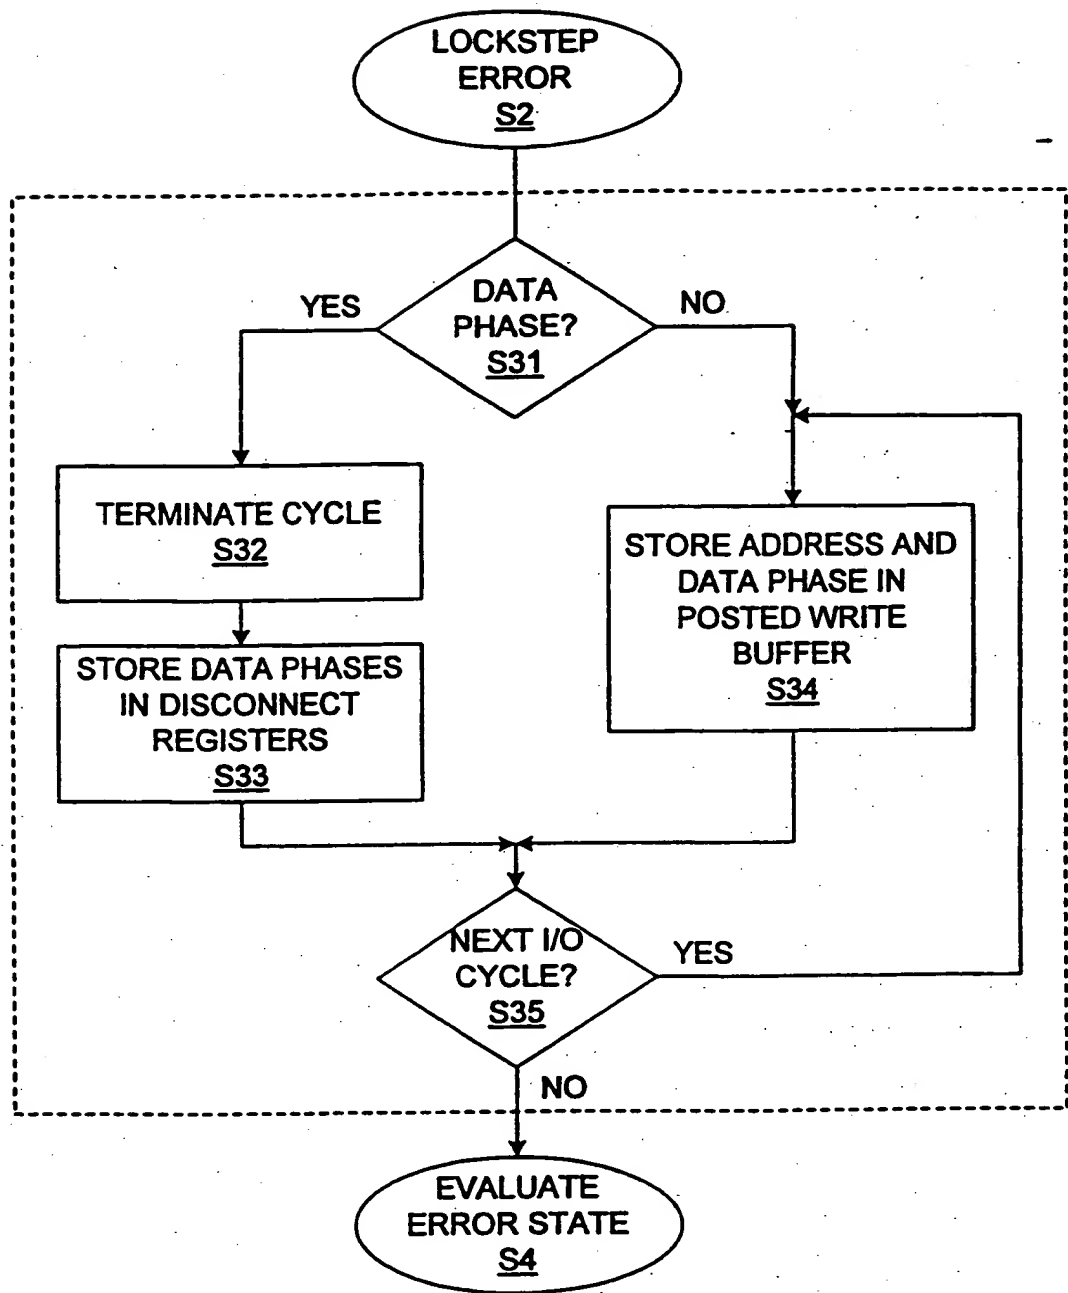 LOCKSTEP
ERROR
S2
DATA
PHASE?
S31
YES
NO
TERMINATE CYCLE
S32
STORE ADDRESS AND
DATA PHASE IN
POSTED WRITE
BUFFER
S34
STORE DATA PHASES
IN DISCONNECT
REGISTERS
S33
NEXT I/O
CYCLE?
S35
YES
NO
EVALUATE
ERROR STATE
S4